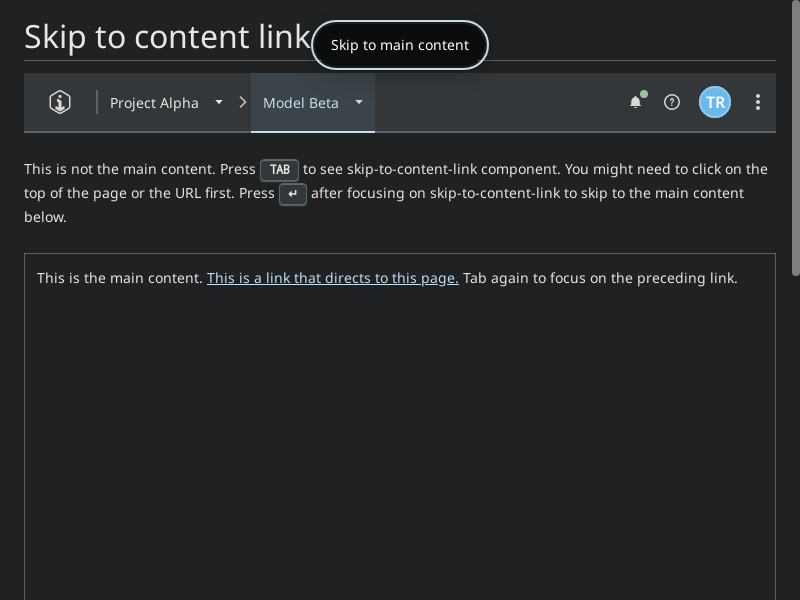 Skip to content link
Skip to main content
Project Alpha
Model Beta
TR
This is not the main content. Press TAB to see skip-to-content-link component. You might need to click on the
top of the page or the URL first. Press ↵ after focusing on skip-to-content-link to skip to the main content
below.
This is the main content. This is a link that directs to this page. Tab again to focus on the preceding link.